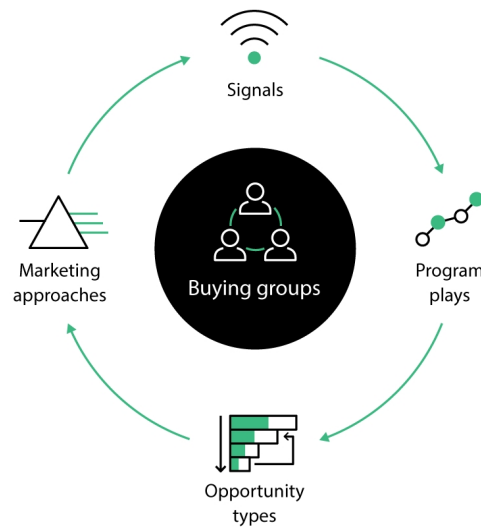 Signals
Marketing
approaches
Buying groups
Program
plays
Opportunity
types